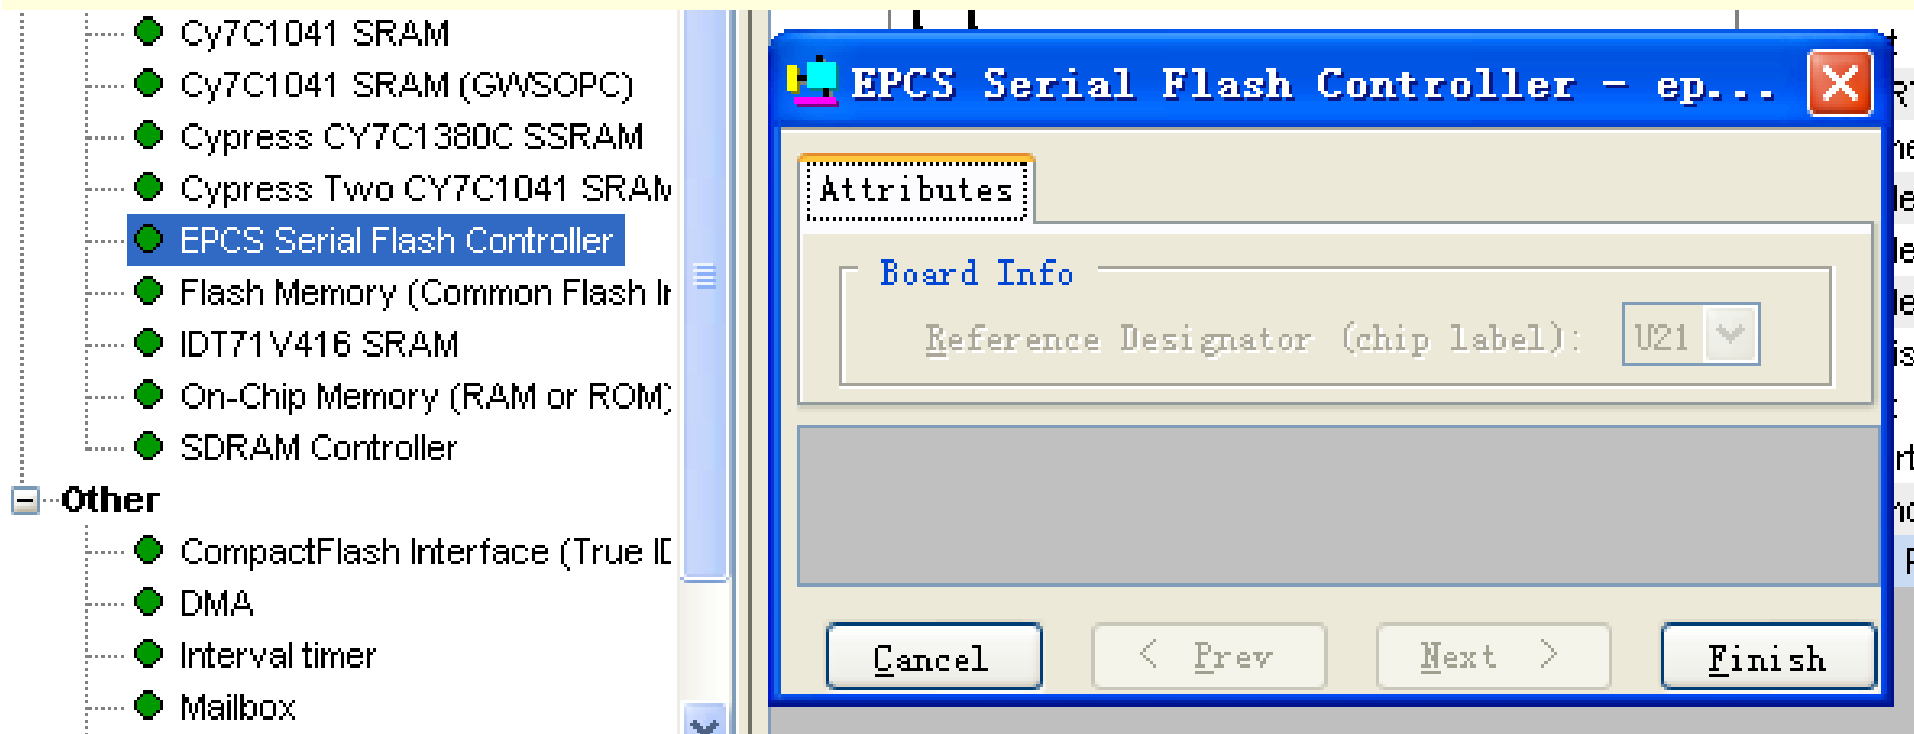 Cy7C1041 SRAM
Cy7C1041 SRAM (GWSOPC)
Cypress CY7C1380C SSRAM
Cypress Two CY7C1041 SRAM
EPCS Serial Flash Controller
Flash Memory (Common Flash
IDT71V416 SRAM
On-Chip Memory (RAM or ROM)
SDRAM Controller
Other
CompactFlash Interface (True
DMA
Interval timer
Mailbox
EPCS Serial Flash Controller - ep...
Attributes
Board Info
Reference Designator (chip label): U21
Cancel
< Prev
Next >
Finish